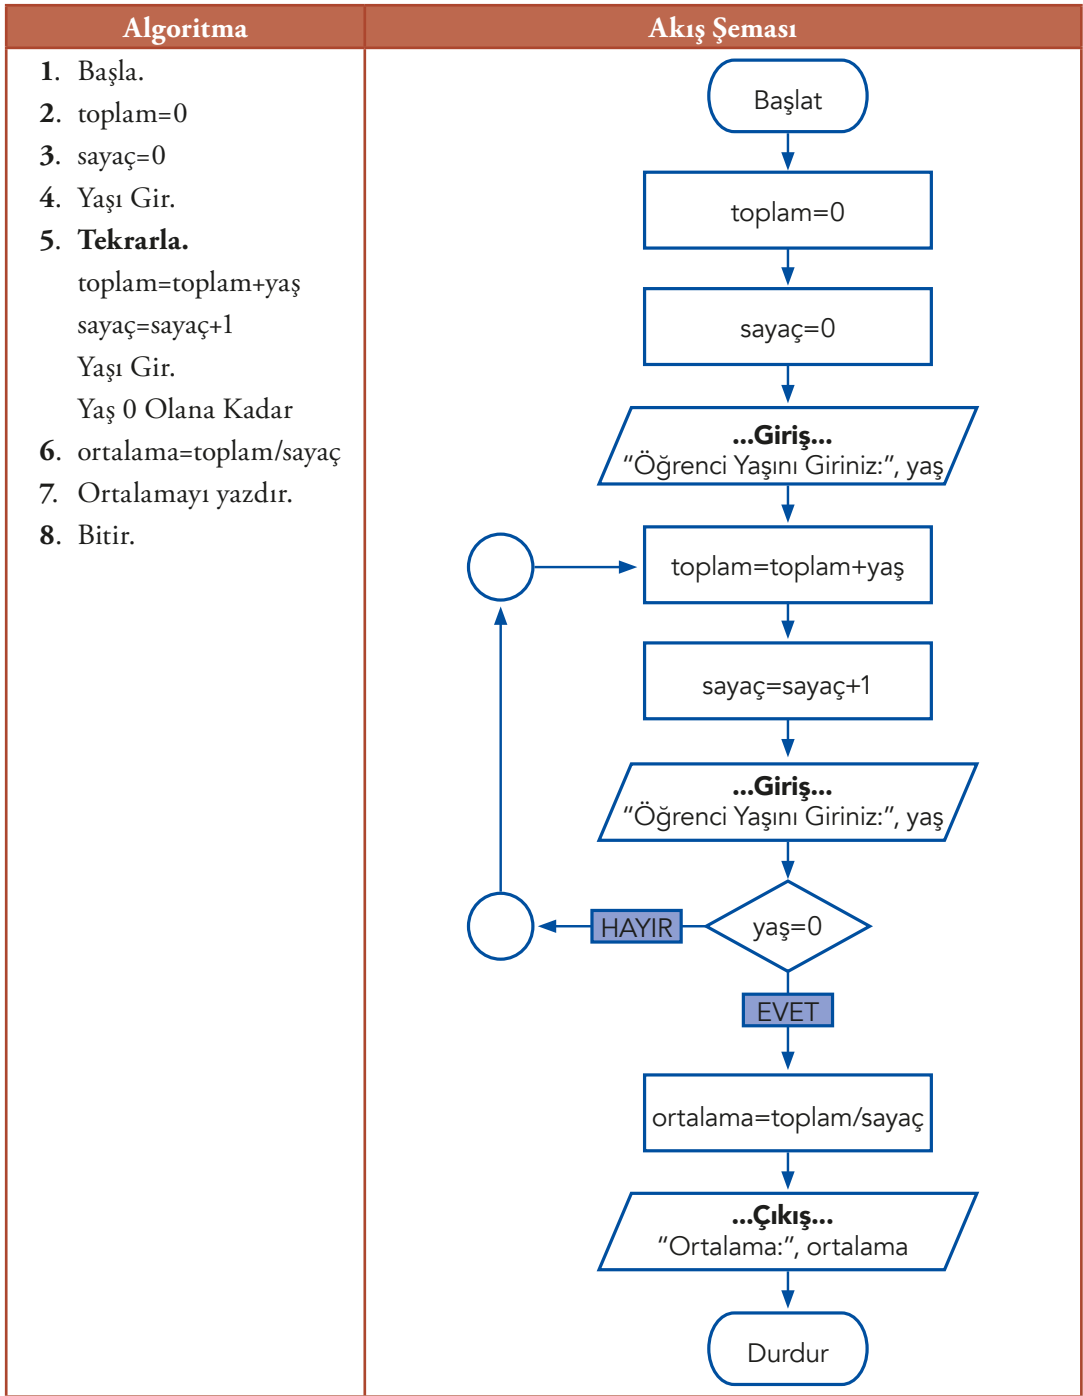 Algoritma
1. Başla.
2. toplam=0
3. sayaç=0
4. Yaşı Gir.
5. Tekrarla.
toplam=toplam+yaş
sayaç=sayaç+1
Yaşı Gir.
Yaş 0 Olana Kadar
6. ortalama=toplam/sayaç
7. Ortalamayı yazdır.
8. Bitir.
Akış Şeması
Başlat
toplam=0
sayaç=0
...Giriş...
“Öğrenci Yaşını Giriniz:”, yaş
toplam=toplam+yaş
sayaç=sayaç+1
...Giriş...
“Öğrenci Yaşını Giriniz:”, yaş
yaş=0
HAYIR
EVET
ortalama=toplam/sayaç
...Çıkış...
“Ortalama:”, ortalama
Durdur